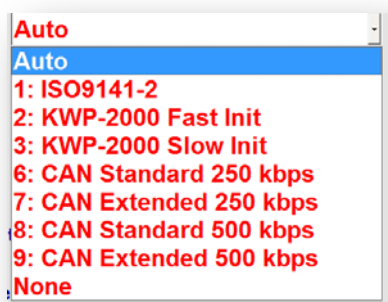 Auto
Auto
1: ISO9141-2
2: KWP-2000 Fast Init
3: KWP-2000 Slow Init
6: CAN Standard 250 kbps
7: CAN Extended 250 kbps
8: CAN Standard 500 kbps
9: CAN Extended 500 kbps
None